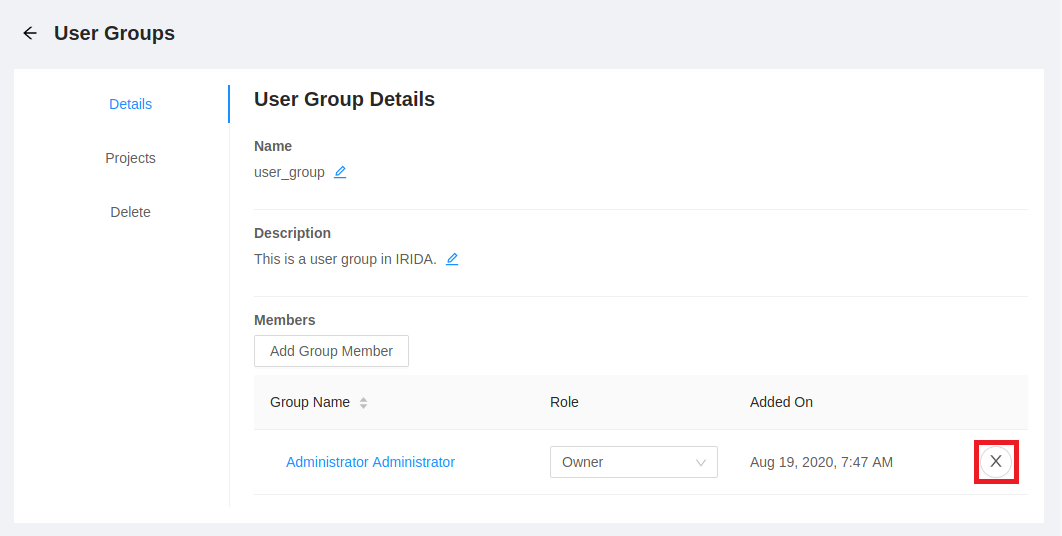 User Groups
Details
Projects
Delete
User Group Details
Name
user_group
Description
This is a user group in IRIDA.
Members
Add Group Member
Group Name Role Added On
Administrator Administrator Owner Aug 19, 2020, 7:47 AM X